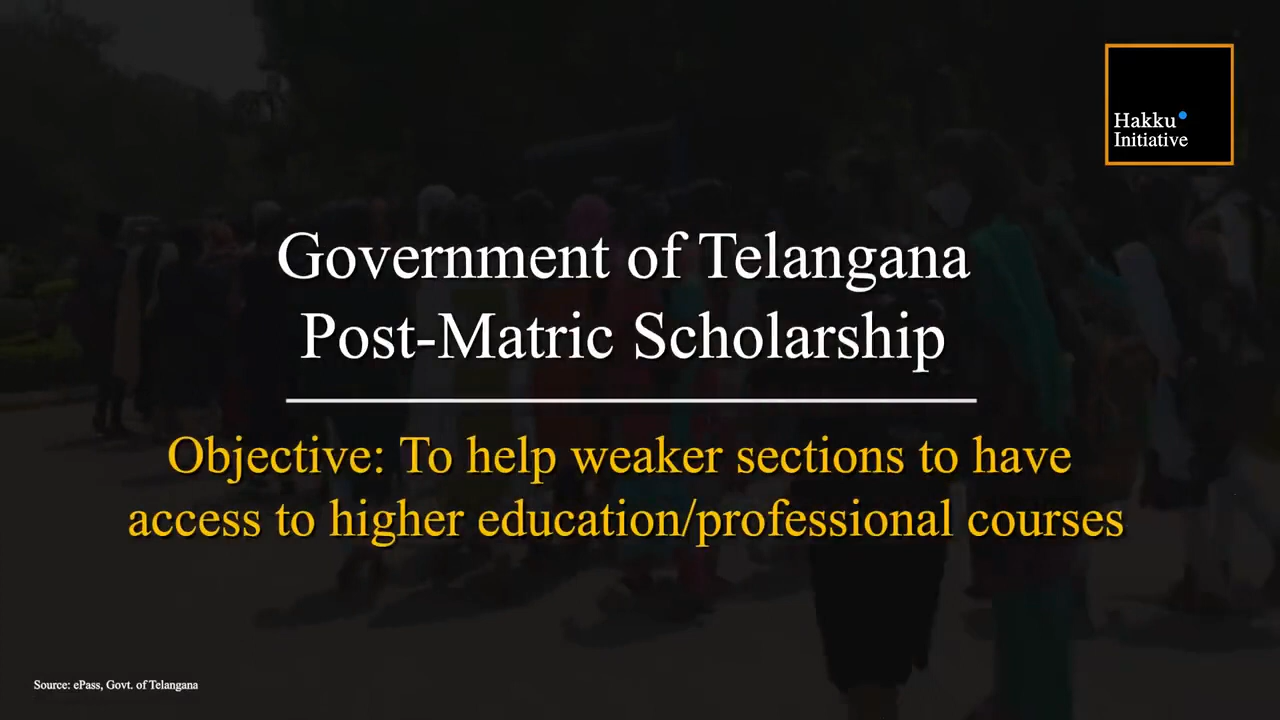 Hakku
Initiative
Government of Telangana
Post-Matric Scholarship
Objective: To help weaker sections to have
access to higher education/professional courses
Source: ePass, Govt. of Telangana